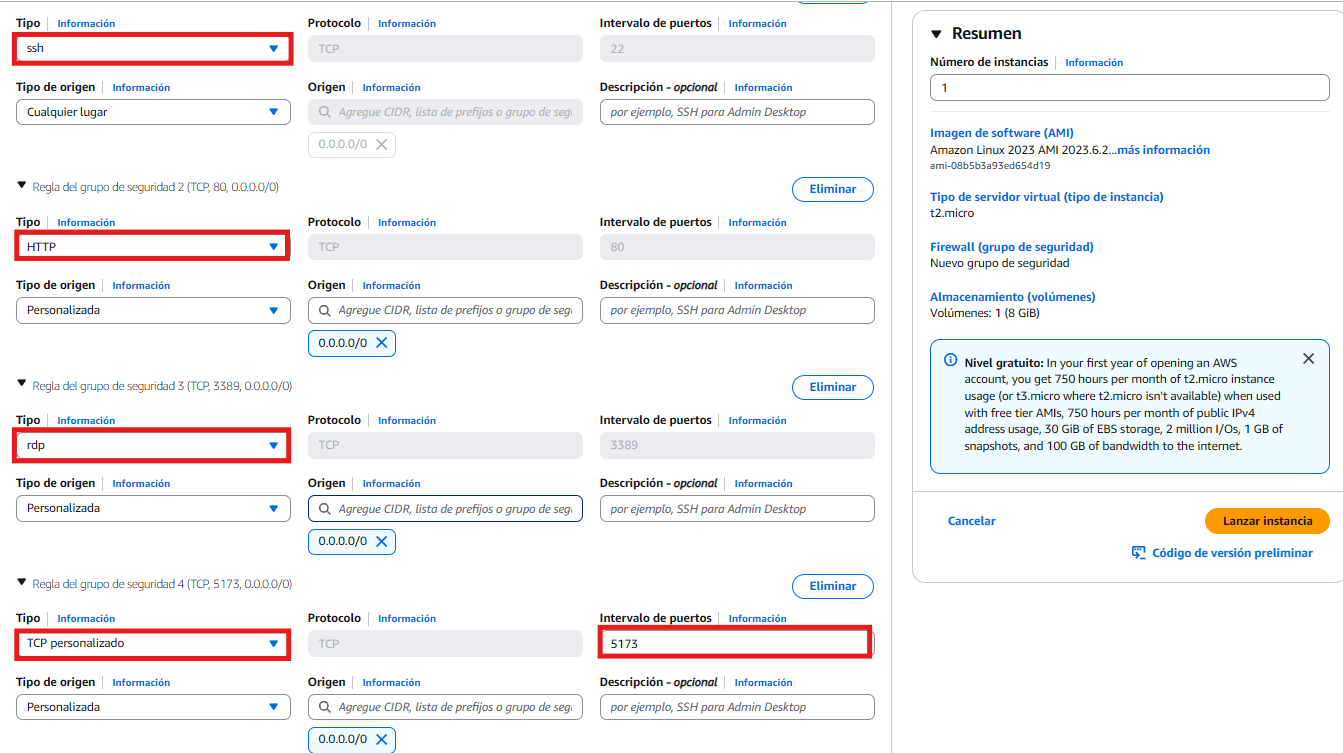 Tipo Información Protocolo Información Intervalo de puertos Información
ssh TCP 22
Tipo de origen Información Origen Información Descripción - opcional Información
Cualquier lugar Agregue CIDR, lista de prefijos o grupo de segu por ejemplo, SSH para Admin Desktop
0.0.0.0/0
Regla del grupo de seguridad 2 (TCP, 80, 0.0.0.0/0) Eliminar
Tipo Información Protocolo Información Intervalo de puertos Información
HTTP TCP 80
Tipo de origen Información Origen Información Descripción - opcional Información
Personalizada Agregue CIDR, lista de prefijos o grupo de segu por ejemplo, SSH para Admin Desktop
0.0.0.0/0
Regla del grupo de seguridad 3 (TCP, 3389, 0.0.0.0/0) Eliminar
Tipo Información Protocolo Información Intervalo de puertos Información
rdp TCP 3389
Tipo de origen Información Origen Información Descripción - opcional Información
Personalizada Agregue CIDR, lista de prefijos o grupo de segu por ejemplo, SSH para Admin Desktop
0.0.0.0/0
Regla del grupo de seguridad 4 (TCP, 5173, 0.0.0.0/0) Eliminar
Tipo Información Protocolo Información Intervalo de puertos Información
TCP personalizado TCP 5173
Tipo de origen Información Origen Información Descripción - opcional Información
Personalizada Agregue CIDR, lista de prefijos o grupo de segu por ejemplo, SSH para Admin Desktop
0.0.0.0/0
Resumen
Número de instancias Información
1
Imagen de software (AMI)
Amazon Linux 2023 AMI 2023.6.2...más información
ami-08b5b3a93ed654d19
Tipo de servidor virtual (tipo de instancia)
t2.micro
Firewall (grupo de seguridad)
Nuevo grupo de seguridad
Almacenamiento (volúmenes)
Volúmenes: 1 (8 GiB)
Nivel gratuito: In your first year of opening an AWS
account, you get 750 hours per month of t2.micro instance
usage (or t3.micro where t2.micro isn't available) when used
with free tier AMIs, 750 hours per month of public IPv4
address usage, 30 GiB of EBS storage, 2 million I/Os, 1 GB of
snapshots, and 100 GB of bandwidth to the internet.
Cancelar Lanzar instancia
Código de versión preliminar